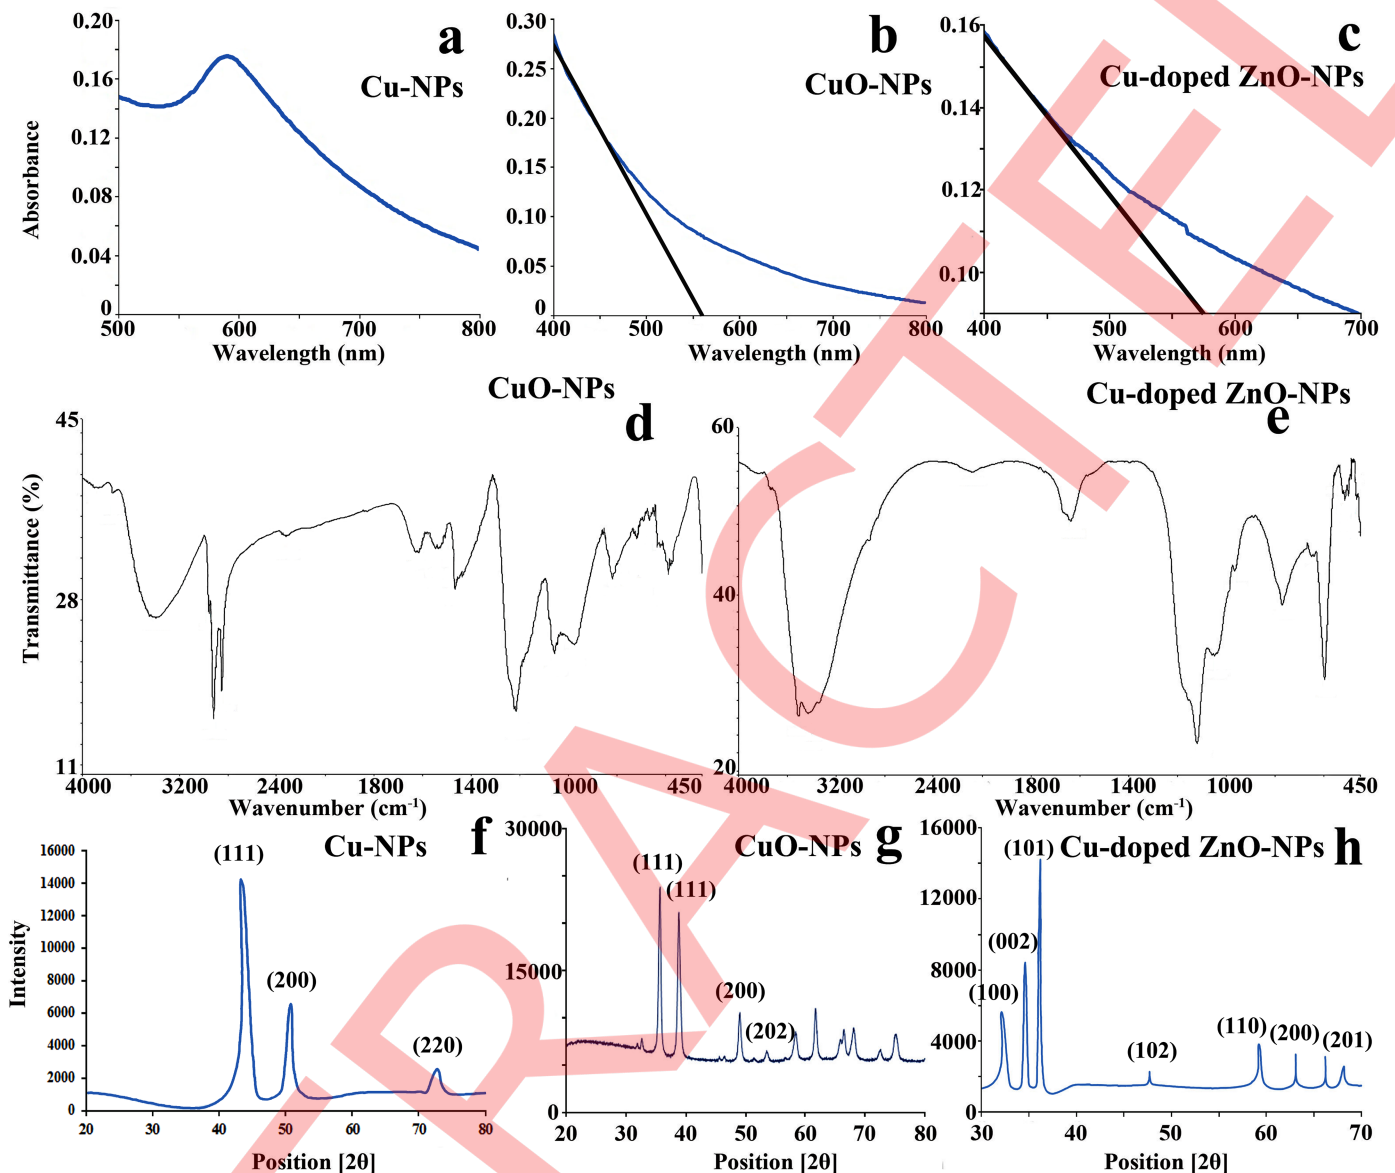 a
Cu-NPs
Absorbance
0.20
0.16
0.12
0.08
0.04
0
500 600 700 800
Wavelength (nm)
b
CuO-NPs
0.30
0.25
0.20
0.15
0.10
0.05
0
400 500 600 700 800
Wavelength (nm)
c
Cu-doped ZnO-NPs
0.16
0.14
0.12
0.10
400 500 600 700
Wavelength (nm)
CuO-NPs
d
Transmittance (%)
45
28
11
4000 3200 2400 1800 1400 1000 450
Wavenumber (cm-1)
Cu-doped ZnO-NPs
e
60
40
20
4000 3200 2400 1800 1400 1000 450
Wavenumber (cm-1)
f
Cu-NPs
Intensity
16000
14000
12000
10000
8000
6000
4000
2000
0
(111)
(200)
(220)
20 30 40 50 60 70 80
Position [2θ]
g
CuO-NPs
30000
15000
0
(111)
(111)
(200)
(202)
20 30 40 50 60 70 80
Position [2θ]
h
Cu-doped ZnO-NPs
16000
12000
8000
4000
0
(101)
(002)
(100)
(102)
(110)
(200)
(201)
30 40 50 60 70
Position [2θ]
RACTE